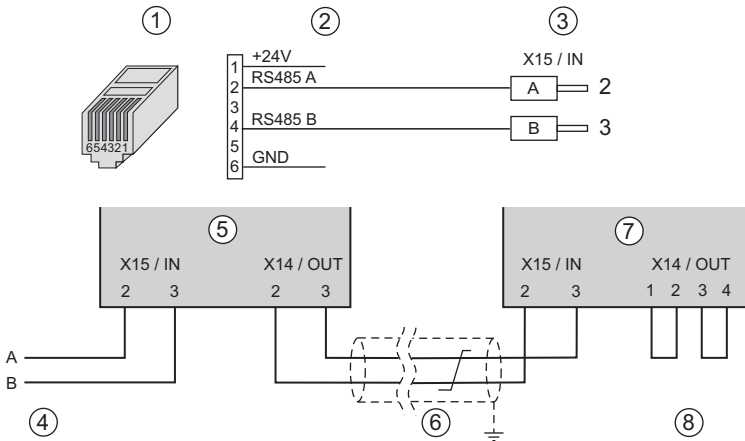 1 2 3
X15 / IN
1 +24V
2 RS485 A
A 2
3
4 RS485 B
B 3
5
6 GND
654321
5 7
X15 / IN X14 / OUT X15 / IN X14 / OUT
2 3 2 3 2 3 1 2 3 4
A
B
4 6 8